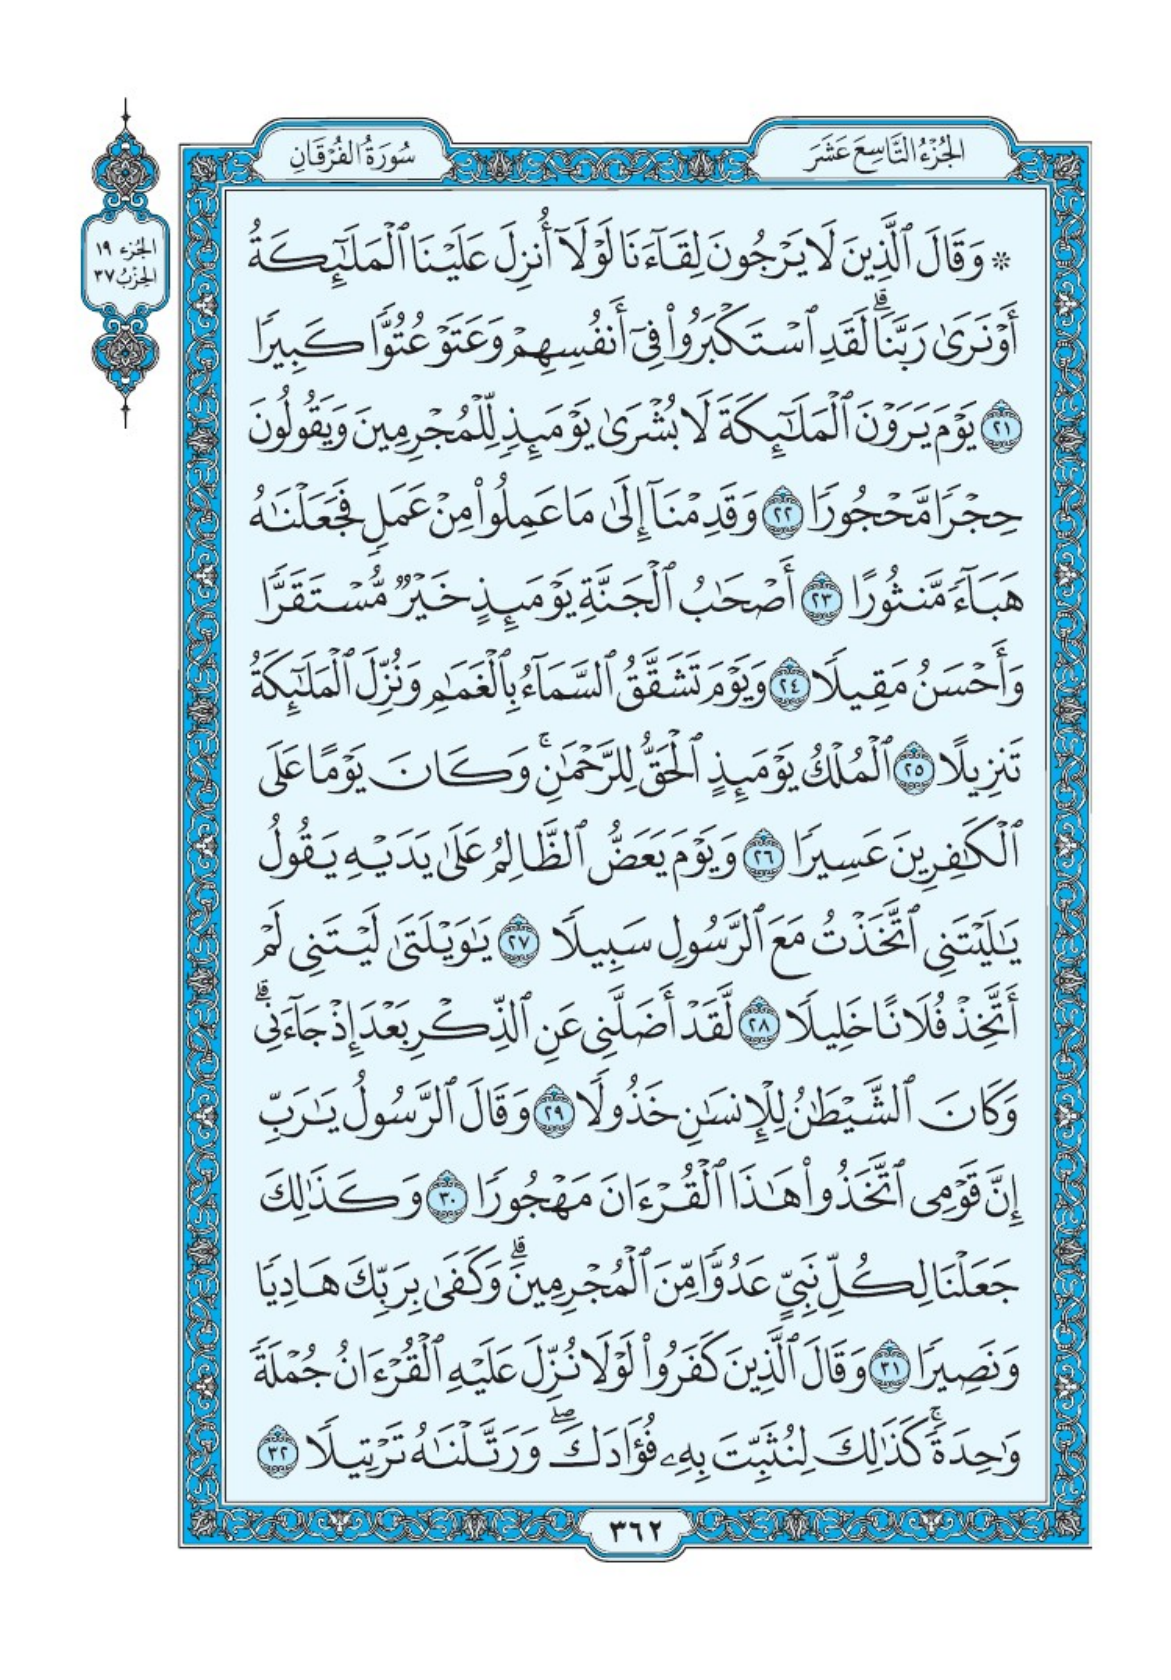 الجُزْءُ التَّاسِعَ عَشَرَ
سُورَةُ الفُرْقَانِ
الجُزء ١٩
الحِزْبُ ٣٧
۞ وَقَالَ ٱلَّذِينَ لَا يَرْجُونَ لِقَآءَنَا لَوْلَآ أُنزِلَ عَلَيْنَا ٱلْمَلَٰٓئِكَةُ
أَوْ نَرَىٰ رَبَّنَاۗ لَقَدِ ٱسْتَكْبَرُوا۟ فِىٓ أَنفُسِهِمْ وَعَتَوْ عُتُوًّا كَبِيرًا
٢١ يَوْمَ يَرَوْنَ ٱلْمَلَٰٓئِكَةَ لَا بُشْرَىٰ يَوْمَئِذٍ لِّلْمُجْرِمِينَ وَيَقُولُونَ
حِجْرًا مَّحْجُورًا ٢٢ وَقَدِمْنَآ إِلَىٰ مَا عَمِلُوا۟ مِنْ عَمَلٍ فَجَعَلْنَٰهُ
هَبَآءً مَّنثُورًا ٢٣ أَصْحَٰبُ ٱلْجَنَّةِ يَوْمَئِذٍ خَيْرٌ مُّسْتَقَرًّا
وَأَحْسَنُ مَقِيلًا ٢٤ وَيَوْمَ تَشَقَّقُ ٱلسَّمَآءُ بِٱلْغَمَٰمِ وَنُزِّلَ ٱلْمَلَٰٓئِكَةُ
تَنزِيلًا ٢٥ ٱلْمُلْكُ يَوْمَئِذٍ ٱلْحَقُّ لِلرَّحْمَٰنِۚ وَكَانَ يَوْمًا عَلَى
ٱلْكَٰفِرِينَ عَسِيرًا ٢٦ وَيَوْمَ يَعَضُّ ٱلظَّالِمُ عَلَىٰ يَدَيْهِ يَقُولُ
يَٰلَيْتَنِى ٱتَّخَذْتُ مَعَ ٱلرَّسُولِ سَبِيلًا ٢٧ يَٰوَيْلَتَىٰ لَيْتَنِى لَمْ
أَتَّخِذْ فُلَانًا خَلِيلًا ٢٨ لَّقَدْ أَضَلَّنِى عَنِ ٱلذِّكْرِ بَعْدَ إِذْ جَآءَنِىۗ
وَكَانَ ٱلشَّيْطَٰنُ لِلْإِنسَٰنِ خَذُولًا ٢٩ وَقَالَ ٱلرَّسُولُ يَٰرَبِّ
إِنَّ قَوْمِى ٱتَّخَذُوا۟ هَٰذَا ٱلْقُرْءَانَ مَهْجُورًا ٣٠ وَكَذَٰلِكَ
جَعَلْنَا لِكُلِّ نَبِىٍّ عَدُوًّا مِّنَ ٱلْمُجْرِمِينَۗ وَكَفَىٰ بِرَبِّكَ هَادِيًا
وَنَصِيرًا ٣١ وَقَالَ ٱلَّذِينَ كَفَرُوا۟ لَوْلَا نُزِّلَ عَلَيْهِ ٱلْقُرْءَانُ جُمْلَةً
وَٰحِدَةًۚ كَذَٰلِكَ لِنُثَبِّتَ بِهِۦ فُؤَادَكَۖ وَرَتَّلْنَٰهُ تَرْتِيلًا ٣٢
٣٦٢